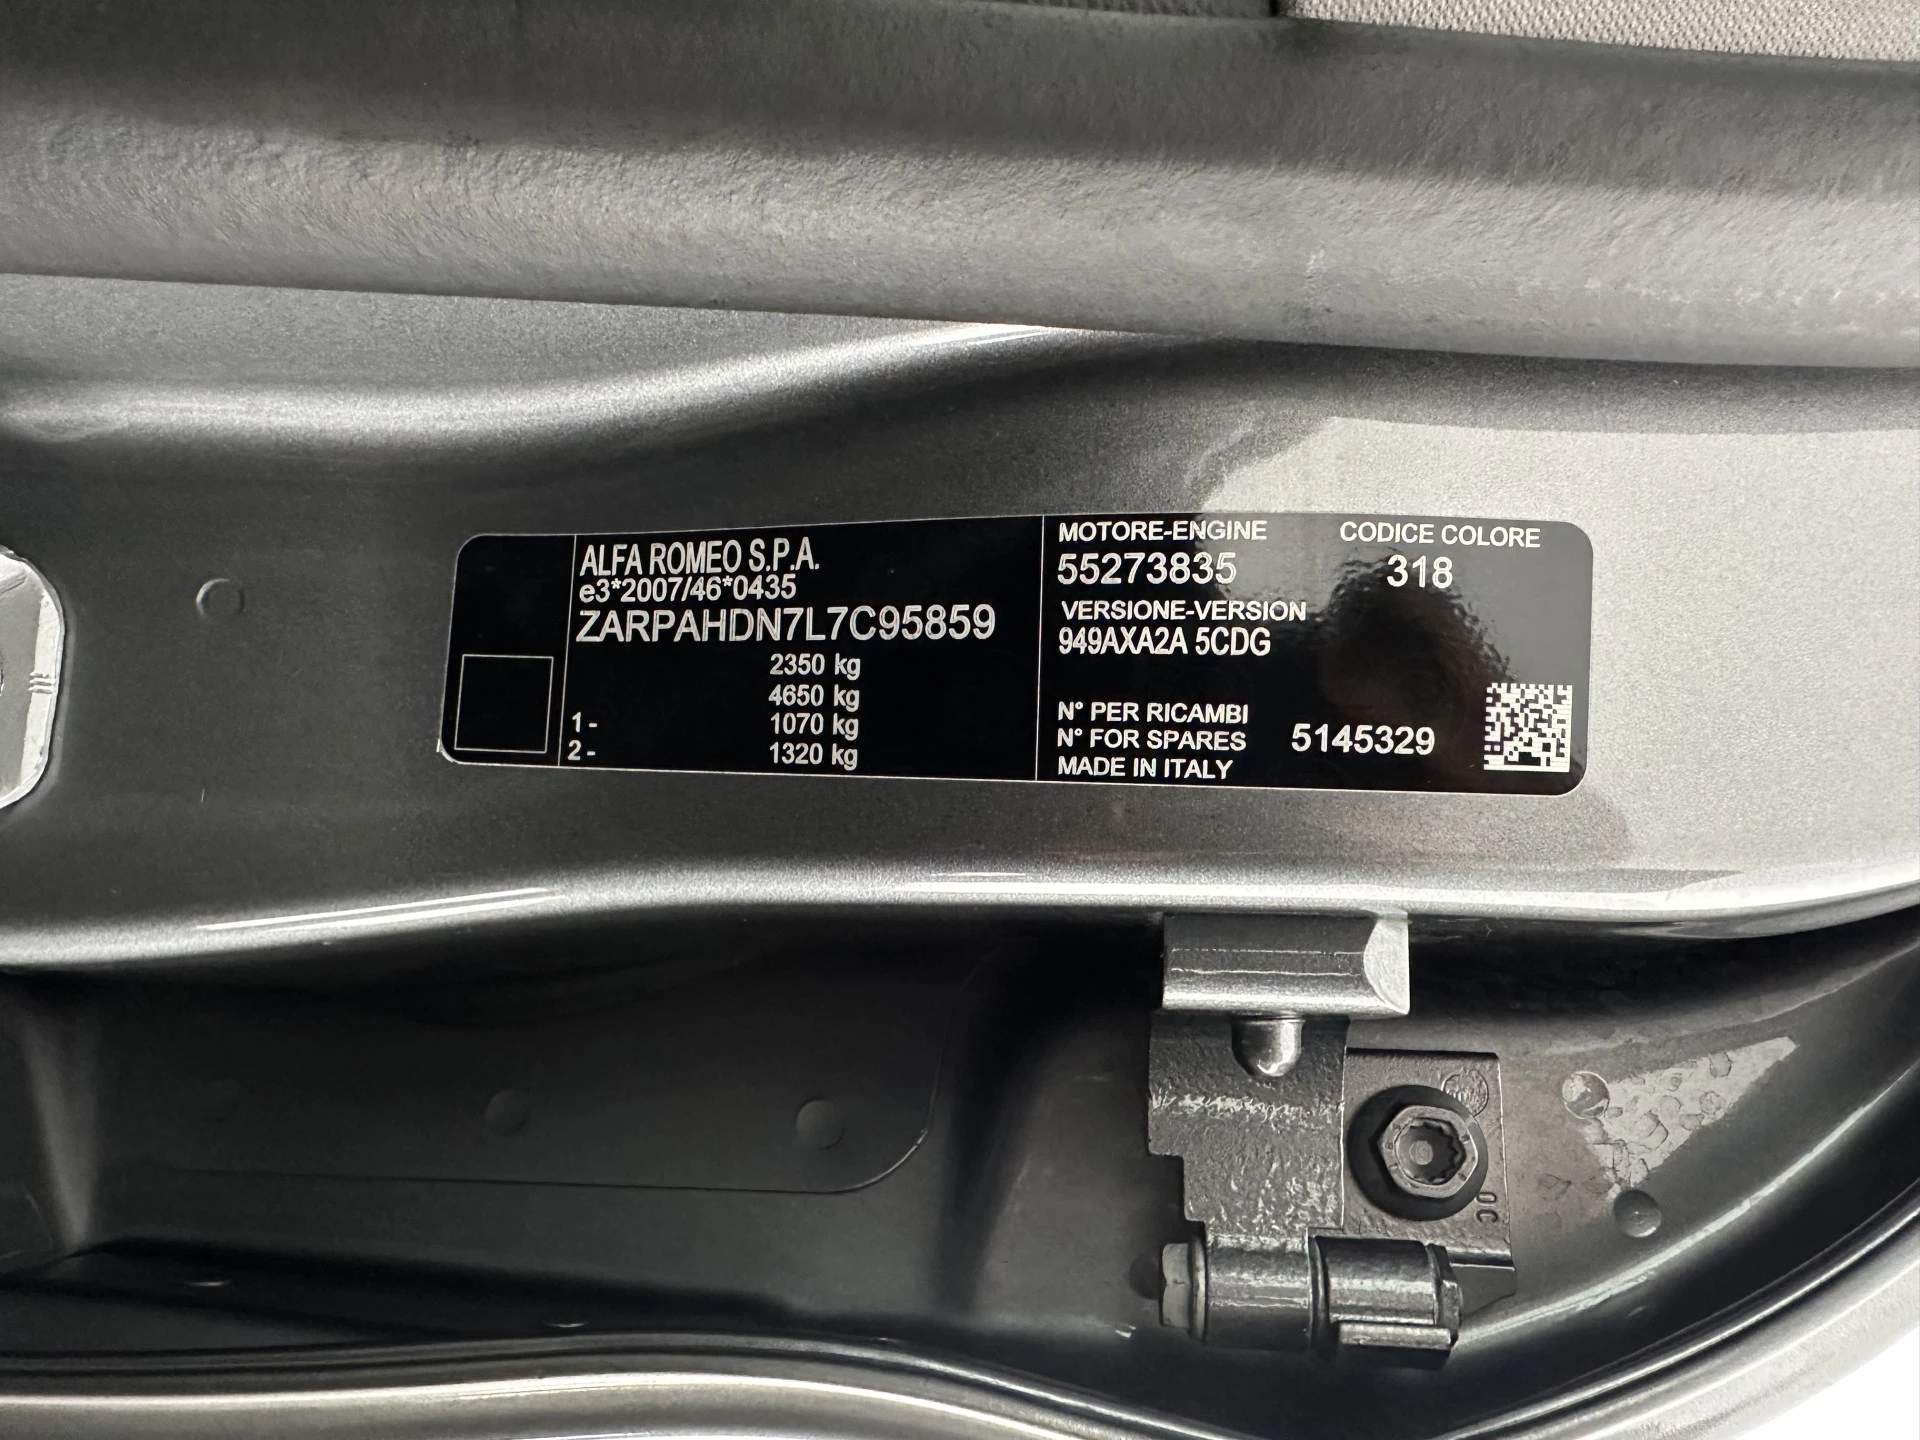 ALFA ROMEO S.P.A.
e3*2007/46*0435
ZARPAHDN7L7C95859
2350 kg
4650 kg
1- 1070 kg
2- 1320 kg
MOTORE-ENGINE CODICE COLORE
55273835 318
VERSIONE-VERSION
949AXA2A 5CDG
N° PER RICAMBI
N° FOR SPARES 5145329
MADE IN ITALY